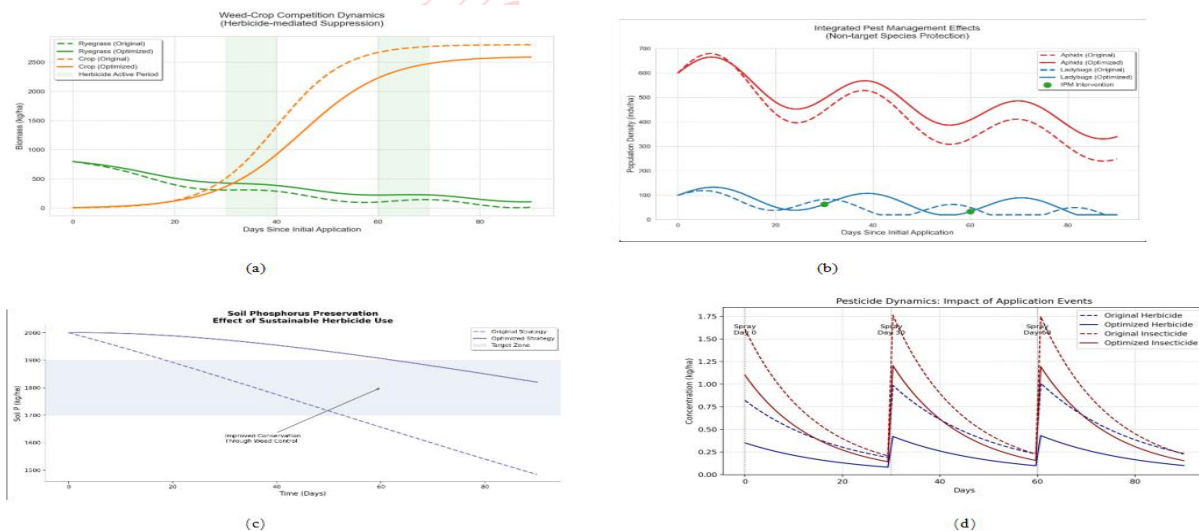 Weed-Crop Competition Dynamics
(Herbicide-mediated Suppression)
Ryegrass (Original)
Ryegrass (Optimized)
Crop (Original)
Crop (Optimized)
Herbicide Active Period
Biomass (kg/ha)
2500
2000
1500
1000
500
0
0
20
40
60
80
Days Since Initial Application
(a)
Integrated Pest Management Effects
(Non-target Species Protection)
Aphids (Original)
Aphids (Optimized)
Ladybugs (Original)
Ladybugs (Optimized)
IPM Intervention
Population Density (indv/ha)
700
600
500
400
300
200
100
0
0
20
40
60
80
Days Since Initial Application
(b)
Soil Phosphorus Preservation
Effect of Sustainable Herbicide Use
Original Strategy
Optimized Strategy
Target Zone
Soil P (kg/ha)
2000
1900
1800
1700
1600
1500
Improved Conservation
Through Weed Control
0
20
40
60
80
Time (Days)
(c)
Pesticide Dynamics: Impact of Application Events
Original Herbicide
Optimized Herbicide
Original Insecticide
Optimized Insecticide
Spray
Day 0
Spray
Day 30
Spray
Day 60
Concentration (kg/ha)
1.75
1.50
1.25
1.00
0.75
0.50
0.25
0.00
0
20
40
60
80
Days
(d)